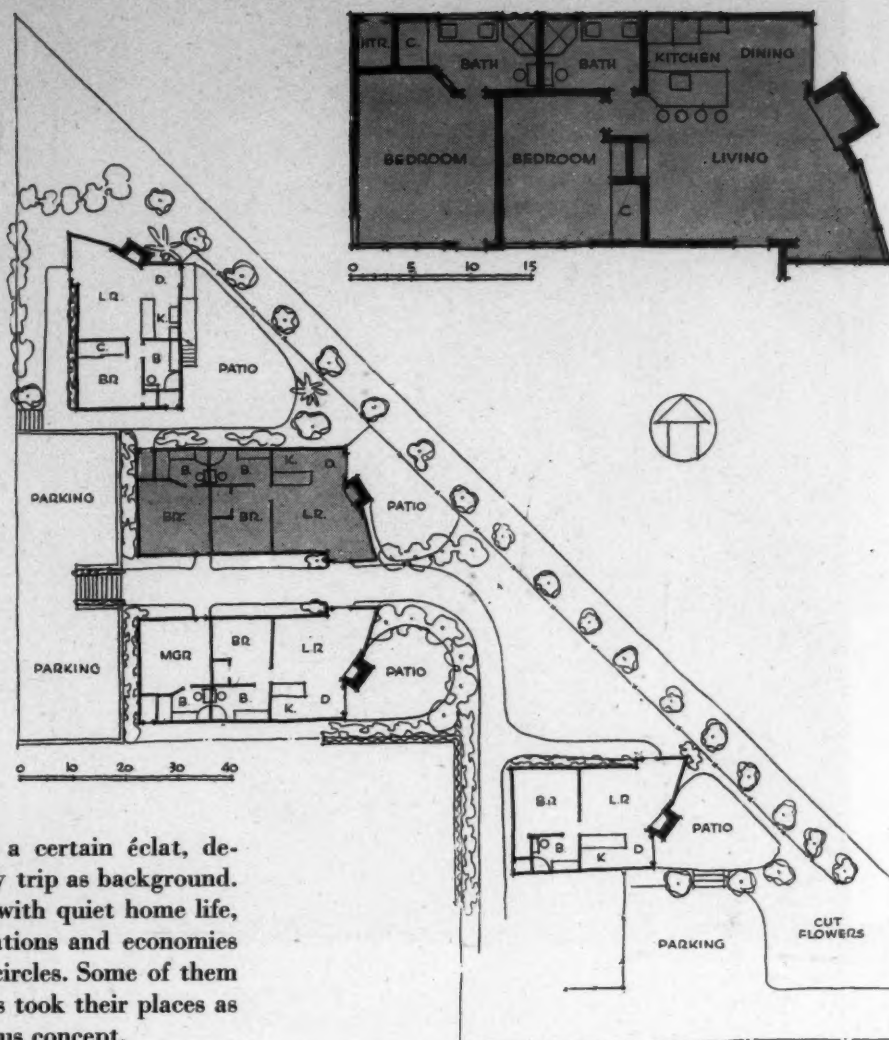 HTR.
C.
BATH
BATH
KITCHEN
DINING
BEDROOM
BEDROOM
LIVING
C
0 5 10 15
L.R.
D.
K.
C.
B
BR
PATIO
PARKING
B.
B.
K.
D.
BR.
BR.
L.R.
PATIO
PARKING
MGR
BR
L.R
B.
B.
K.
D
PATIO
0 10 20 30 40
B.R
L.R
B.
K
D
PATIO
PARKING
CUT
FLOWERS
a certain éclat, de-
y trip as background.
with quiet home life,
ations and economies
circles. Some of them
s took their places as
us concept.